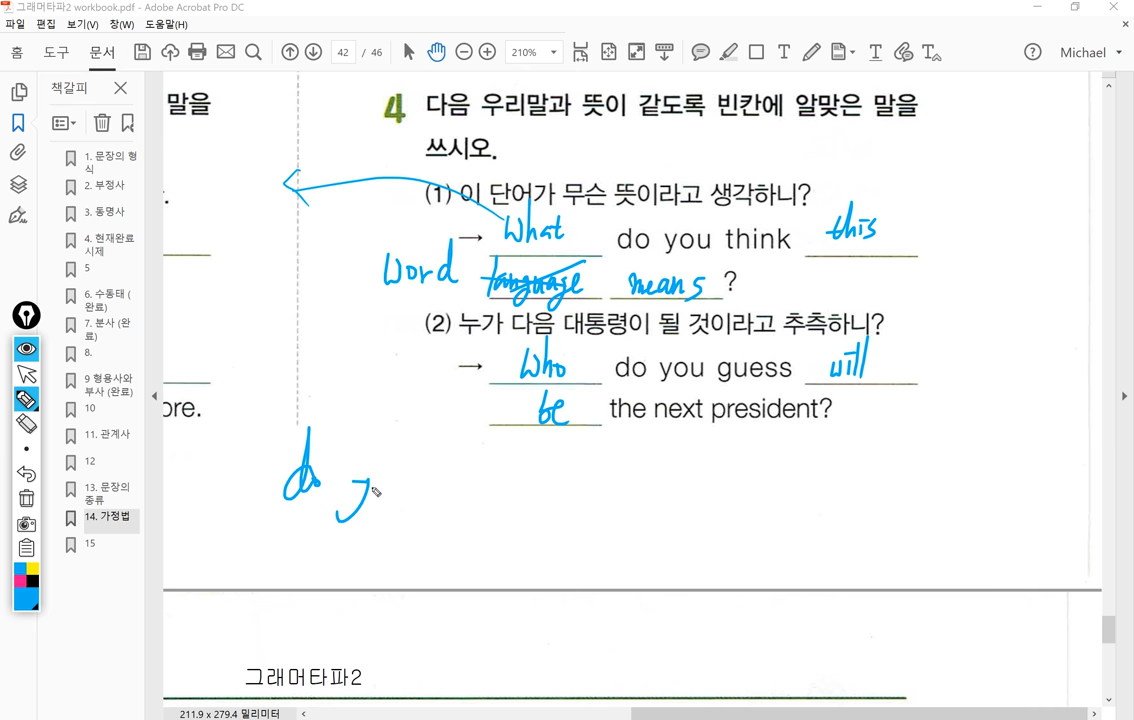 그래머타파2 workbook.pdf - Adobe Acrobat Pro DC
파일 편집 보기(V) 창(W) 도움말(H)
홈 도구 문서 42 / 46 210% Michael
책갈피
1. 문장의 형
식
2. 부정사
3. 동명사
4. 현재완료
시제
5
6. 수동태 (
완료)
7. 분사 (완
료)
8.
9 형용사와
부사 (완료)
10
11. 관계사
12
13. 문장의
종류
14. 가정법
15
말을
.
ore.
4 다음 우리말과 뜻이 같도록 빈칸에 알맞은 말을
쓰시오.
(1) 이 단어가 무슨 뜻이라고 생각하니?
→ What do you think this
word language means ?
(2) 누가 다음 대통령이 될 것이라고 추측하니?
→ Who do you guess will
be the next president?
do y
그래머타파2
211.9 x 279.4 밀리미터